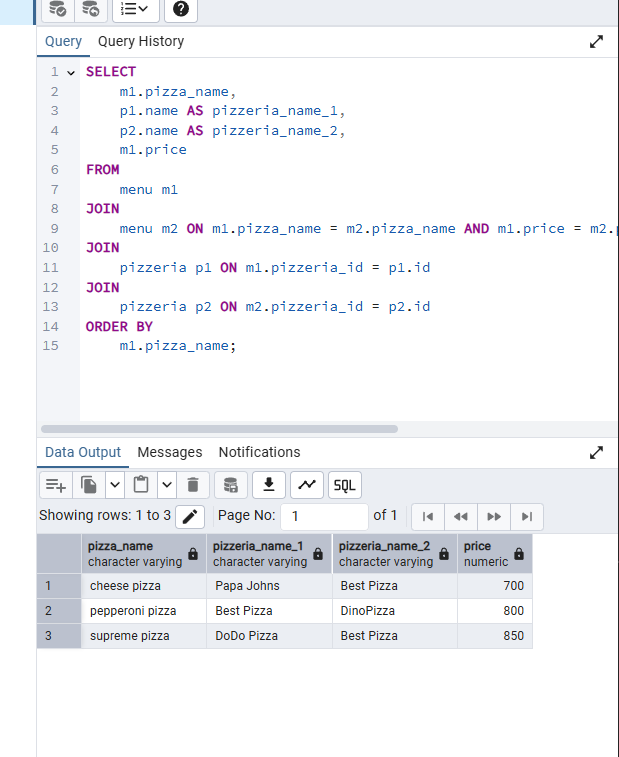 Query Query History
1 SELECT
2 m1.pizza_name,
3 p1.name AS pizzeria_name_1,
4 p2.name AS pizzeria_name_2,
5 m1.price
6 FROM
7 menu m1
8 JOIN
9 menu m2 ON m1.pizza_name = m2.pizza_name AND m1.price = m2.
10 JOIN
11 pizzeria p1 ON m1.pizzeria_id = p1.id
12 JOIN
13 pizzeria p2 ON m2.pizzeria_id = p2.id
14 ORDER BY
15 m1.pizza_name;
Data Output Messages Notifications
SQL
Showing rows: 1 to 3 Page No: 1 of 1
pizza_name pizzeria_name_1 pizzeria_name_2 price
character varying character varying character varying numeric
1 cheese pizza Papa Johns Best Pizza 700
2 pepperoni pizza Best Pizza DinoPizza 800
3 supreme pizza DoDo Pizza Best Pizza 850